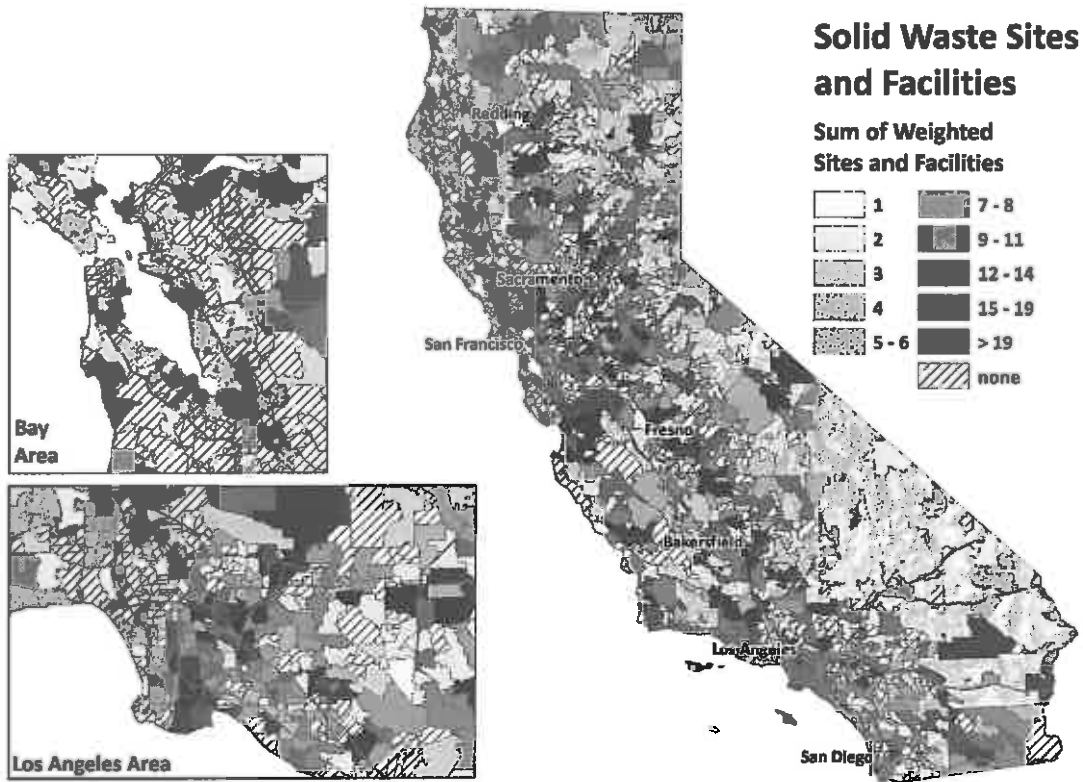 Solid Waste Sites
and Facilities
Sum of Weighted
Sites and Facilities
1
2
3
4
5 - 6
7 - 8
9 - 11
12 - 14
15 - 19
> 19
none
Redding
Sacramento
San Francisco
Fresno
Bakersfield
Los Angeles
San Diego
Bay
Area
Los Angeles Area